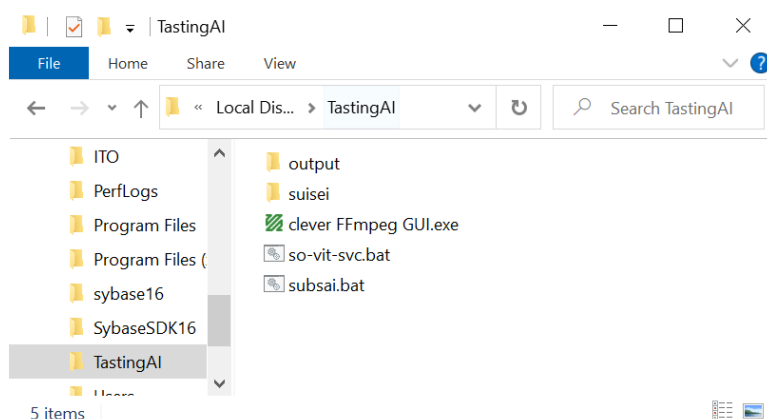 TastingAI
File Home Share View
?
« Local Dis... TastingAI Search TastingAI
ITO
PerfLogs
Program Files
Program Files (
sybase16
SybaseSDK16
TastingAI
Users
output
suisei
clever FFmpeg GUI.exe
so-vit-svc.bat
subsai.bat
5 items